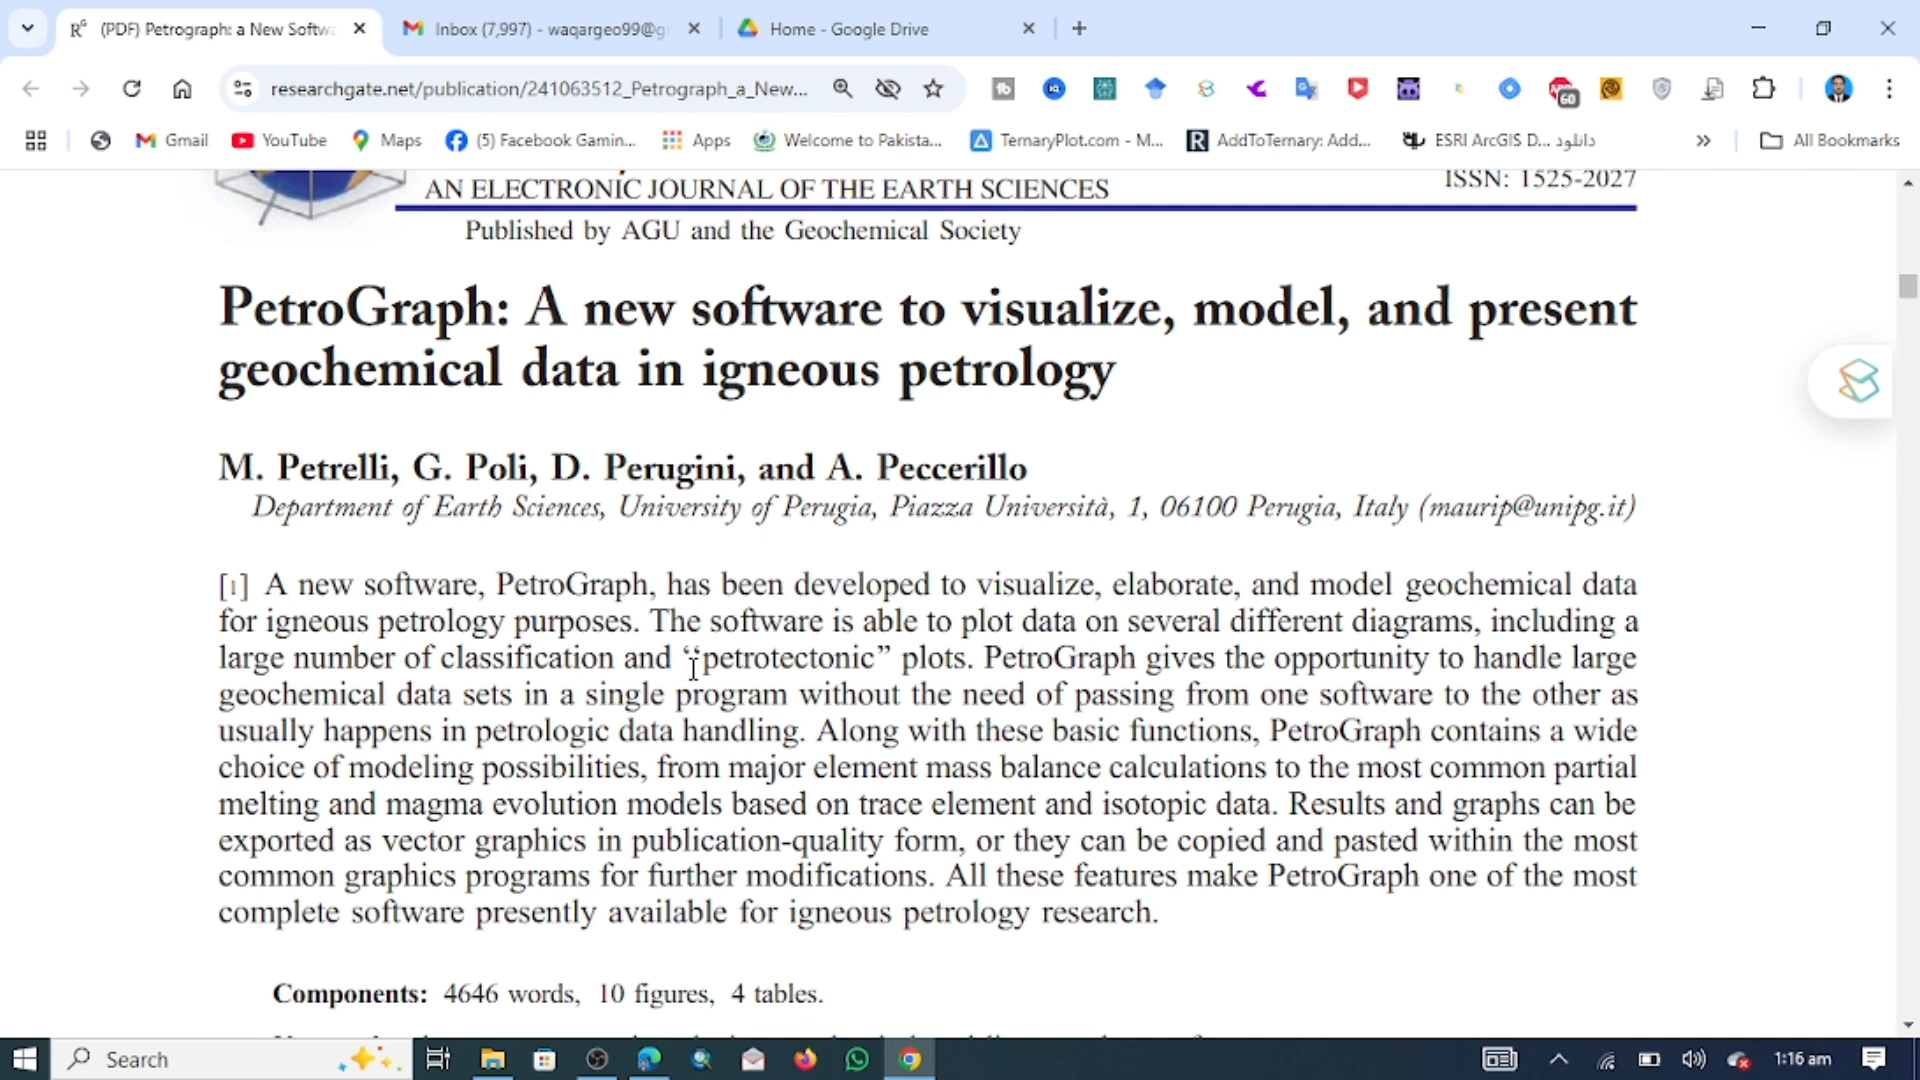 (PDF) Petrograph: a New Softwa
Inbox (7,997) - waqargeo99@g
Home - Google Drive
researchgate.net/publication/241063512_Petrograph_a_New...
60
Gmail
YouTube
Maps
(5) Facebook Gamin...
Apps
Welcome to Pakista...
TernaryPlot.com - M...
AddToTernary: Add...
ESRI ArcGIS D... دانلود
All Bookmarks
AN ELECTRONIC JOURNAL OF THE EARTH SCIENCES
ISSN: 1525-2027
Published by AGU and the Geochemical Society
PetroGraph: A new software to visualize, model, and present
geochemical data in igneous petrology
M. Petrelli, G. Poli, D. Perugini, and A. Peccerillo
Department of Earth Sciences, University of Perugia, Piazza Università, 1, 06100 Perugia, Italy (maurip@unipg.it)
[1] A new software, PetroGraph, has been developed to visualize, elaborate, and model geochemical data
for igneous petrology purposes. The software is able to plot data on several different diagrams, including a
large number of classification and “petrotectonic” plots. PetroGraph gives the opportunity to handle large
geochemical data sets in a single program without the need of passing from one software to the other as
usually happens in petrologic data handling. Along with these basic functions, PetroGraph contains a wide
choice of modeling possibilities, from major element mass balance calculations to the most common partial
melting and magma evolution models based on trace element and isotopic data. Results and graphs can be
exported as vector graphics in publication-quality form, or they can be copied and pasted within the most
common graphics programs for further modifications. All these features make PetroGraph one of the most
complete software presently available for igneous petrology research.
Components: 4646 words, 10 figures, 4 tables.
Search
1:16 am